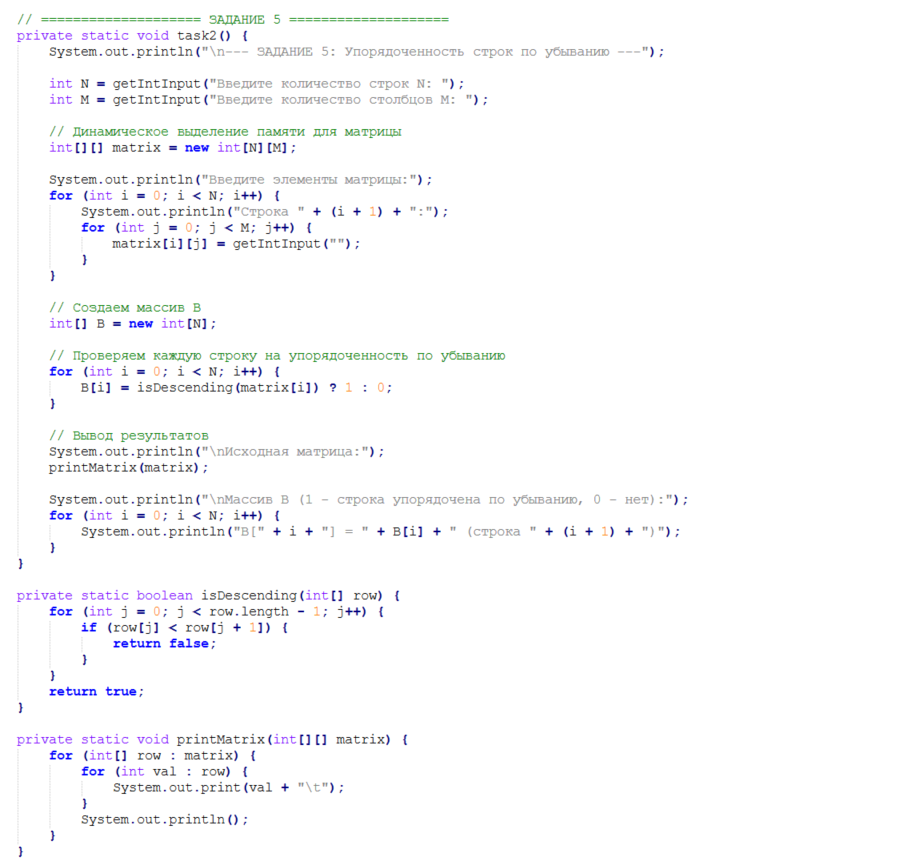 // ==================== ЗАДАНИЕ 5 ====================
private static void task2() {
    System.out.println("\n--- ЗАДАНИЕ 5: Упорядоченность строк по убыванию ---");

    int N = getIntInput("Введите количество строк N: ");
    int M = getIntInput("Введите количество столбцов M: ");

    // Динамическое выделение памяти для матрицы
    int[][] matrix = new int[N][M];

    System.out.println("Введите элементы матрицы:");
    for (int i = 0; i < N; i++) {
        System.out.println("Строка " + (i + 1) + ":");
        for (int j = 0; j < M; j++) {
            matrix[i][j] = getIntInput("");
        }
    }

    // Создаем массив B
    int[] B = new int[N];

    // Проверяем каждую строку на упорядоченность по убыванию
    for (int i = 0; i < N; i++) {
        B[i] = isDescending(matrix[i]) ? 1 : 0;
    }

    // Вывод результатов
    System.out.println("\nИсходная матрица:");
    printMatrix(matrix);

    System.out.println("\nМассив B (1 - строка упорядочена по убыванию, 0 - нет):");
    for (int i = 0; i < N; i++) {
        System.out.println("B[" + i + "] = " + B[i] + " (строка " + (i + 1) + ")");
    }
}

private static boolean isDescending(int[] row) {
    for (int j = 0; j < row.length - 1; j++) {
        if (row[j] < row[j + 1]) {
            return false;
        }
    }
    return true;
}

private static void printMatrix(int[][] matrix) {
    for (int[] row : matrix) {
        for (int val : row) {
            System.out.print(val + "\t");
        }
        System.out.println();
    }
}